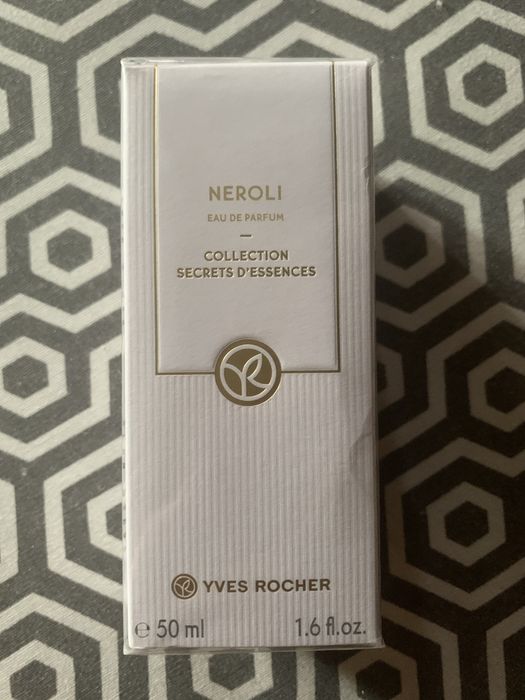 NEROLI
EAU DE PARFUM
COLLECTION
SECRETS D'ESSENCES
YVES ROCHER
℮ 50 ml 1.6 fl.oz.